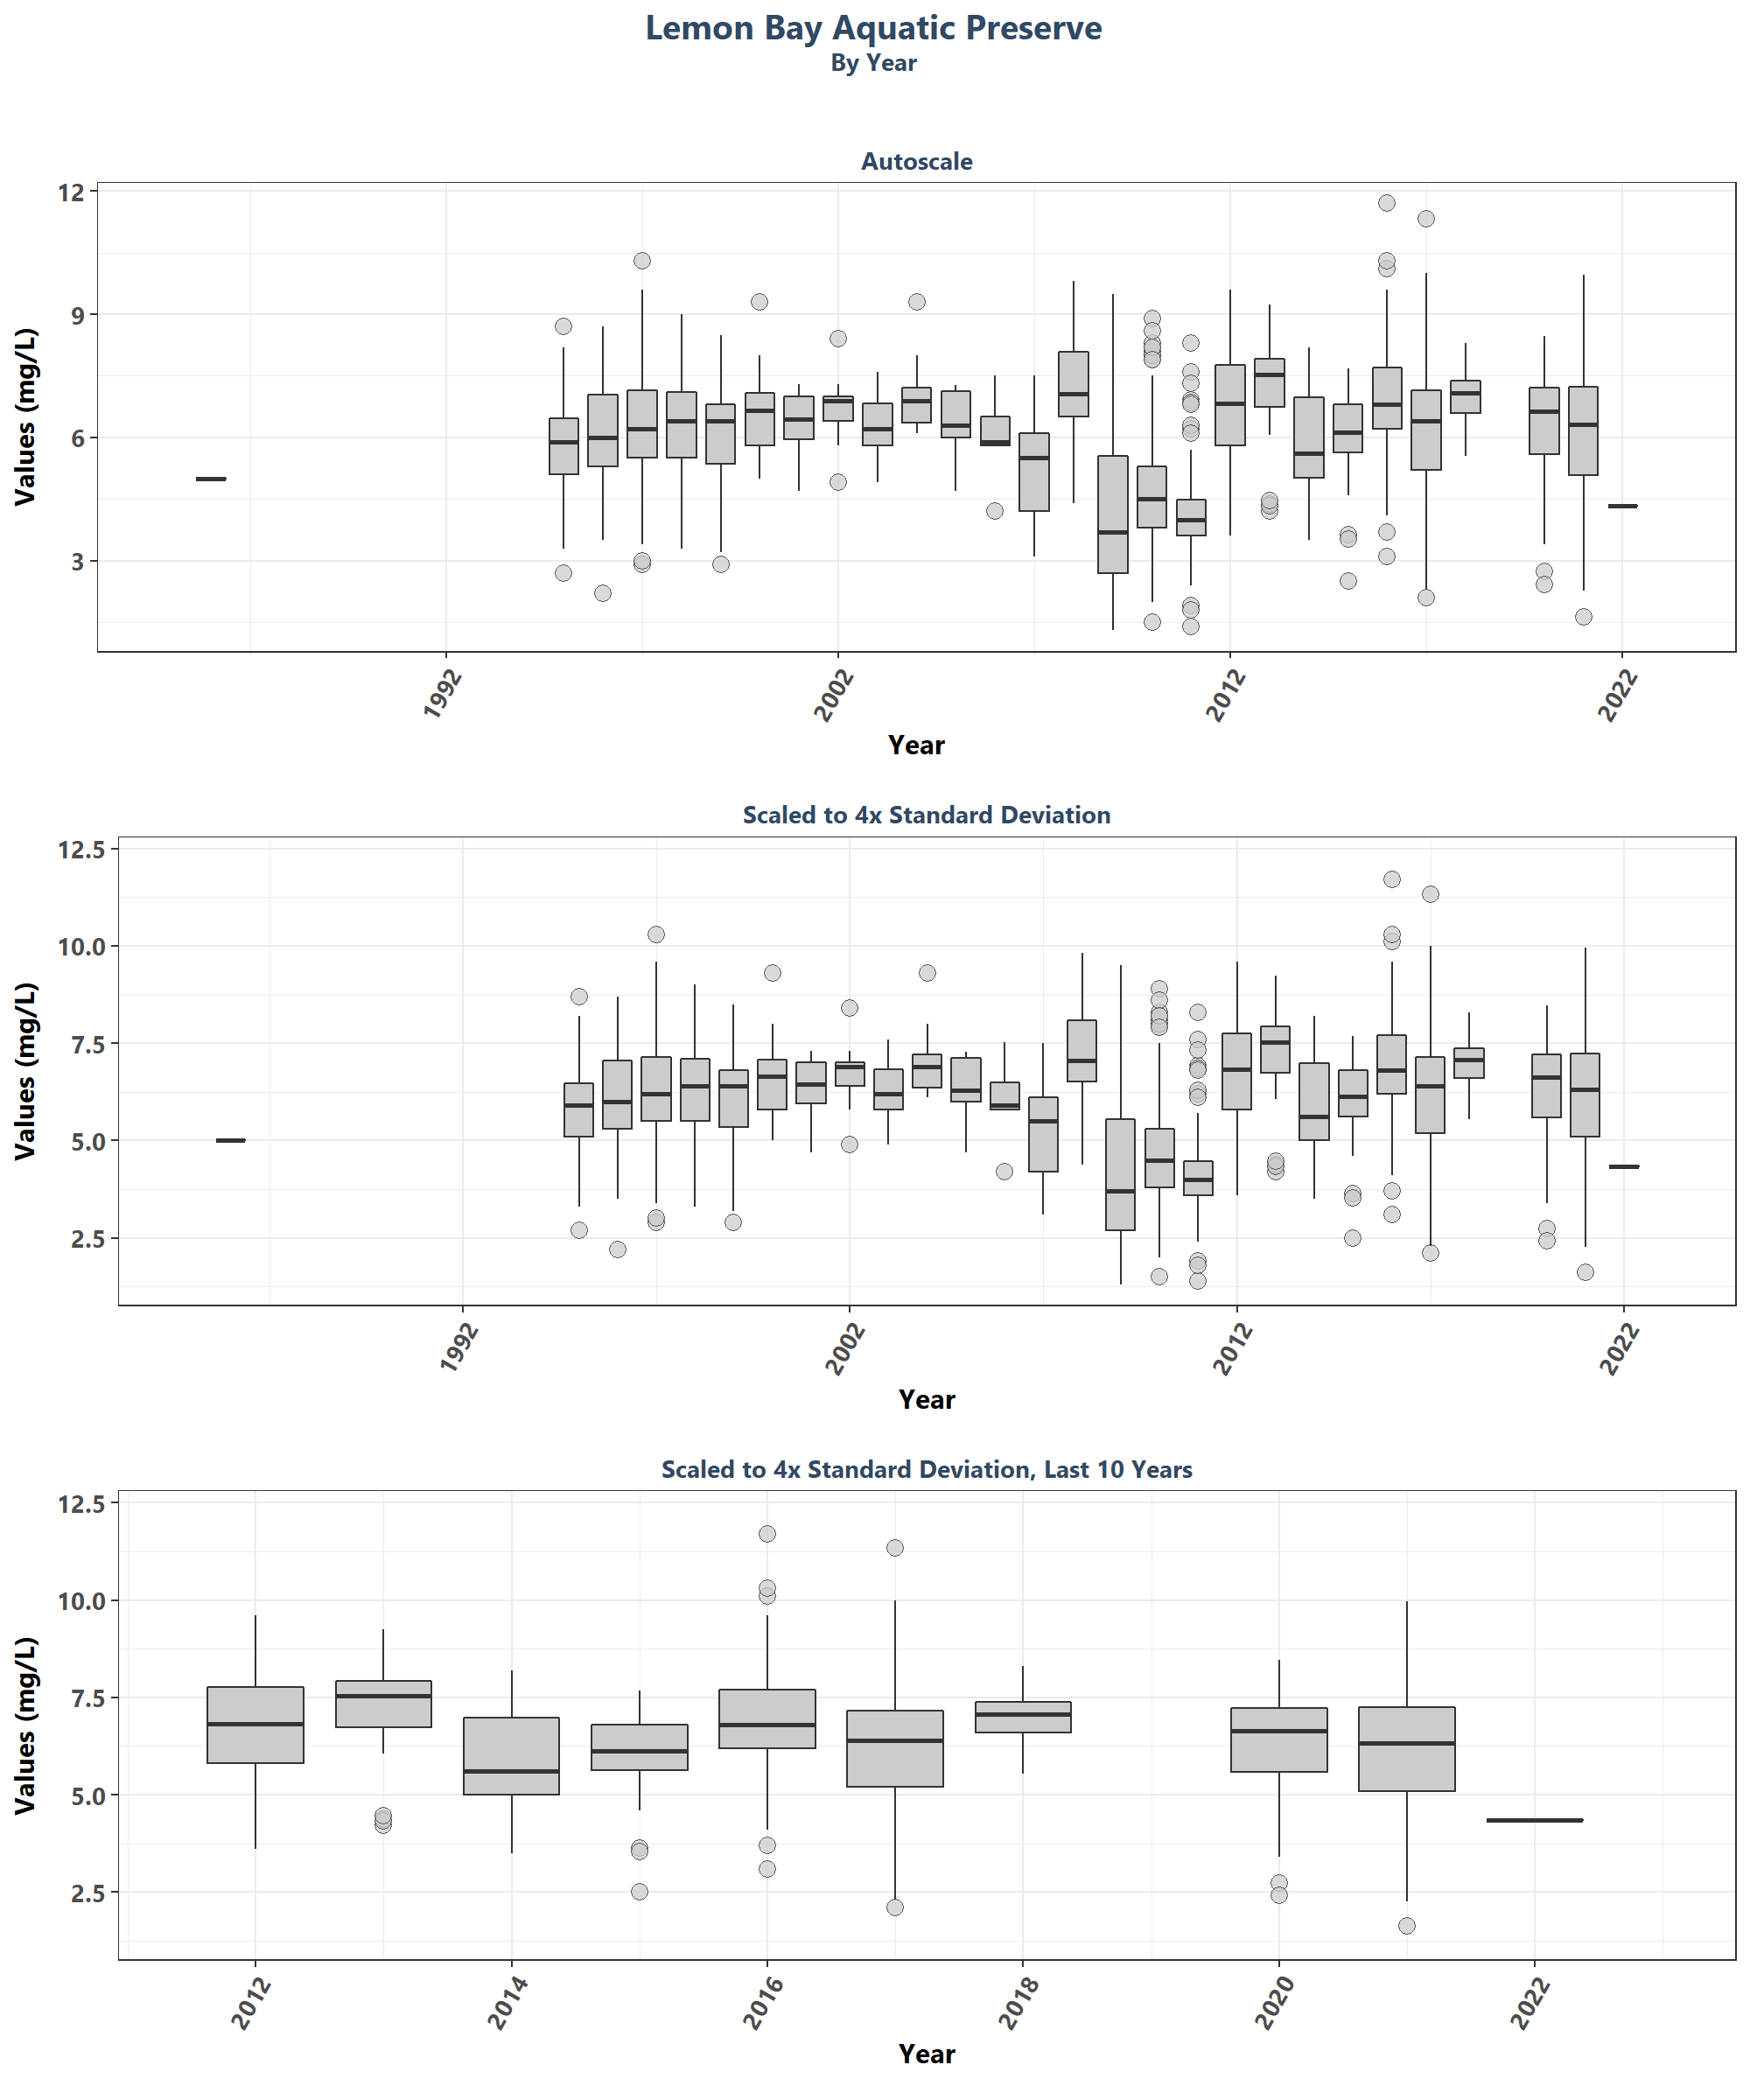 Lemon Bay Aquatic Preserve
By Year
Autoscale
Values (mg/L)
12
9
6
3
1992
2002
2012
2022
Year
Scaled to 4x Standard Deviation
Values (mg/L)
12.5
10.0
7.5
5.0
2.5
1992
2002
2012
2022
Year
Scaled to 4x Standard Deviation, Last 10 Years
Values (mg/L)
12.5
10.0
7.5
5.0
2.5
2012
2014
2016
2018
2020
2022
Year